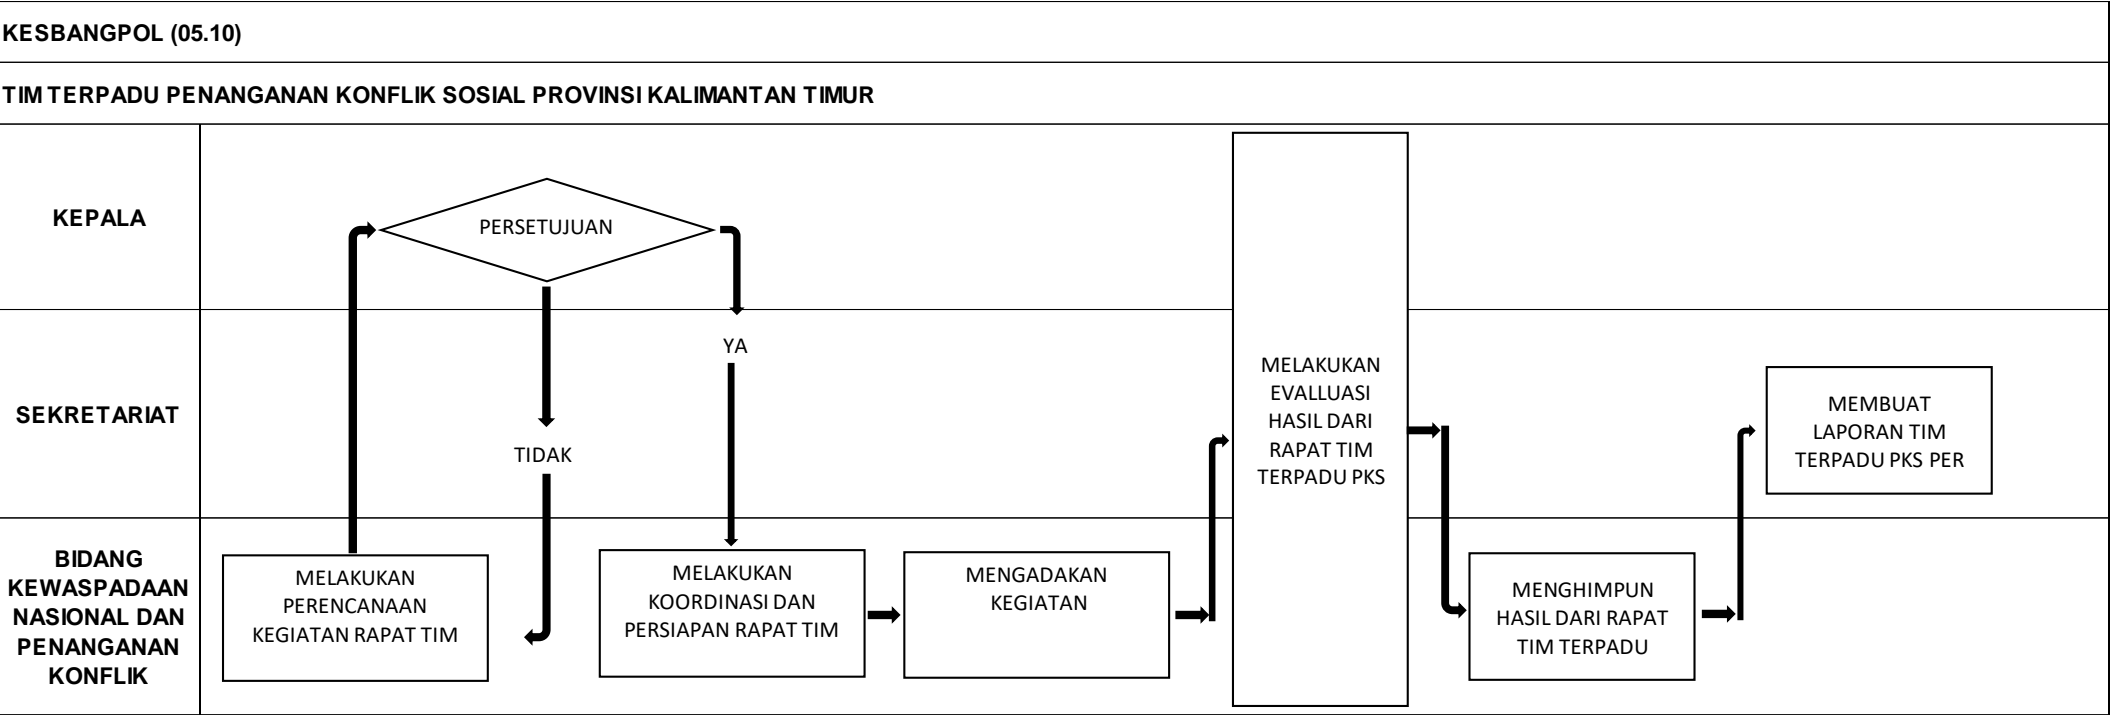 KESBANGPOL (05.10)
TIM TERPADU PENANGANAN KONFLIK SOSIAL PROVINSI KALIMANTAN TIMUR
KEPALA
PERSETUJUAN
SEKRETARIAT
YA
TIDAK
MELAKUKAN
EVALLUASI
HASIL DARI
RAPAT TIM
TERPADU PKS
MEMBUAT
LAPORAN TIM
TERPADU PKS PER
BIDANG
KEWASPADAAN
NASIONAL DAN
PENANGANAN
KONFLIK
MELAKUKAN
PERENCANAAN
KEGIATAN RAPAT TIM
MELAKUKAN
KOORDINASI DAN
PERSIAPAN RAPAT TIM
MENGADAKAN
KEGIATAN
MENGHIMPUN
HASIL DARI RAPAT
TIM TERPADU